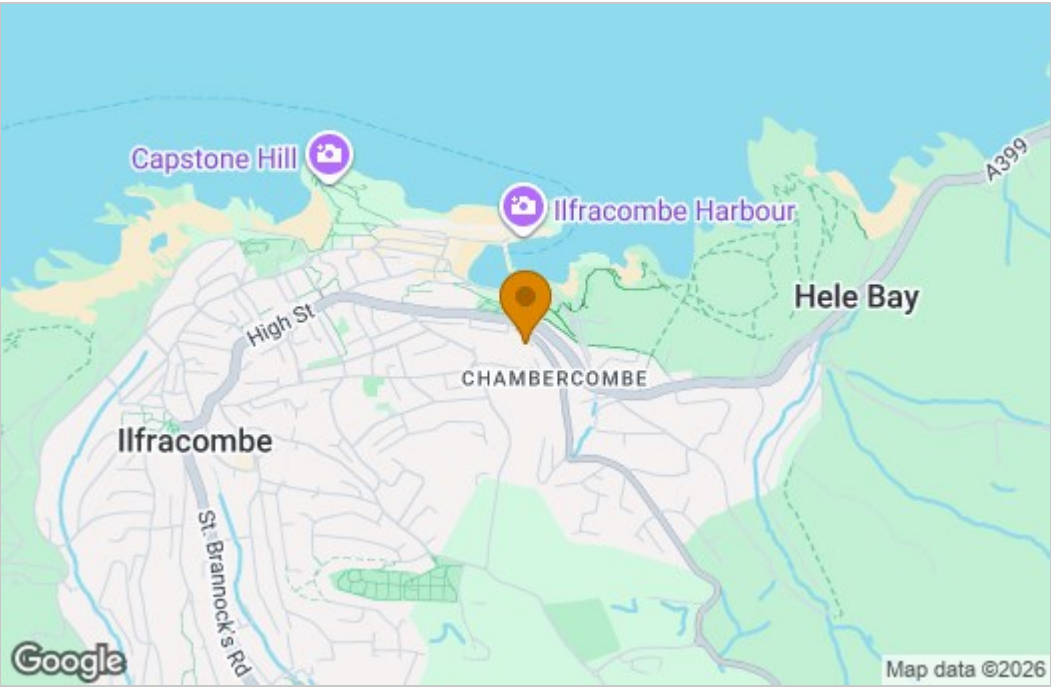 A399
Capstone Hill
Ilfracombe Harbour
Hele Bay
High St
CHAMBERCOMBE
Ilfracombe
St. Brannock's Rd
Google
Map data ©2026